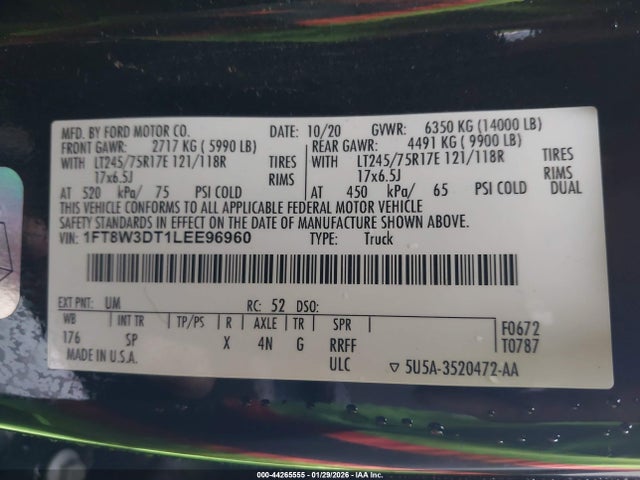 MFD. BY FORD MOTOR CO. DATE: 10/20 GVWR: 6350 KG (14000 LB)
FRONT GAWR: 2717 KG ( 5990 LB) REAR GAWR: 4491 KG ( 9900 LB)
WITH LT245/75R17E 121/118R TIRES WITH LT245/75R17E 121/118R TIRES
17x6.5J RIMS 17x6.5J RIMS
AT 520 kPa/ 75 PSI COLD AT 450 kPa/ 65 PSI COLD DUAL
THIS VEHICLE CONFORMS TO ALL APPLICABLE FEDERAL MOTOR VEHICLE
SAFETY STANDARDS IN EFFECT ON THE DATE OF MANUFACTURE SHOWN ABOVE.
VIN: 1FT8W3DT1LEE96960 TYPE: Truck
EXT PNT: UM RC: 52 DSO:
WB INT TR TP/PS R AXLE TR SPR F0672
176 SP X 4N G RRFF T0787
MADE IN U.S.A. ULC ▽ 5U5A-3520472-AA
000-44265555 - 01/29/2026 - IAA Inc.